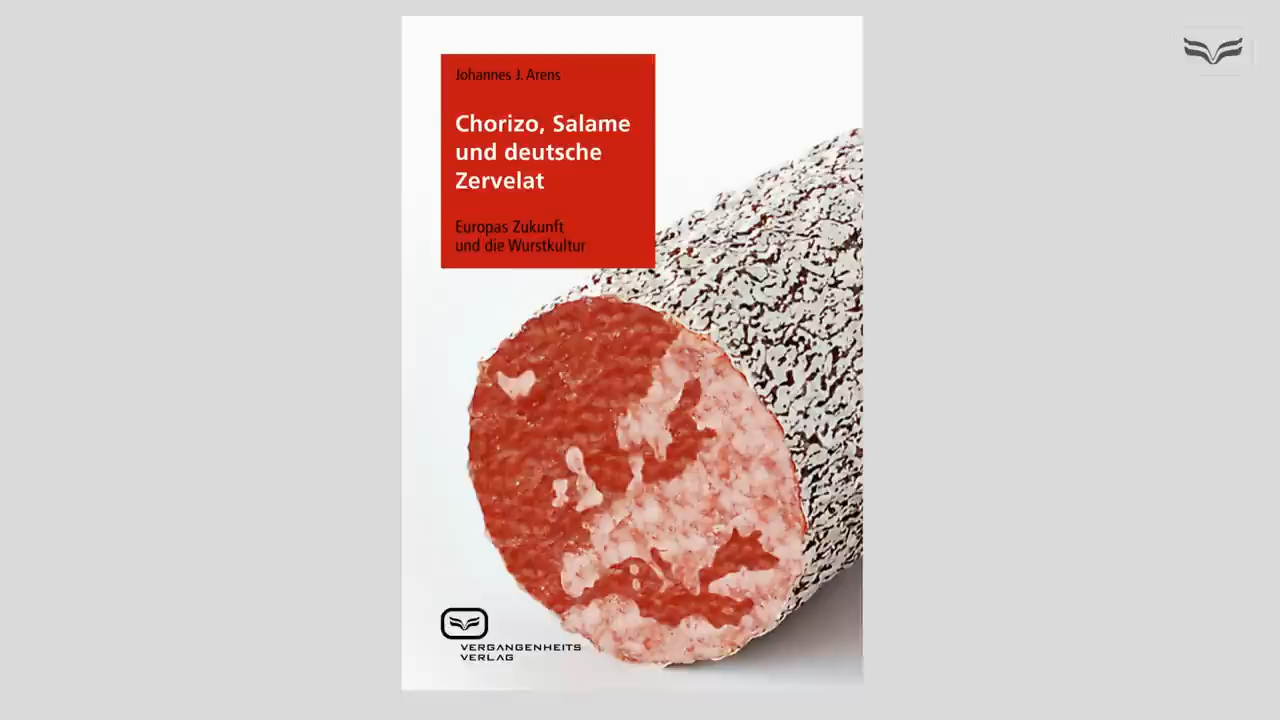 Johannes J. Arens
Chorizo, Salame
und deutsche
Zervelat
Europas Zukunft
und die Wurstkultur
VERGANGENHEITS
VERLAG